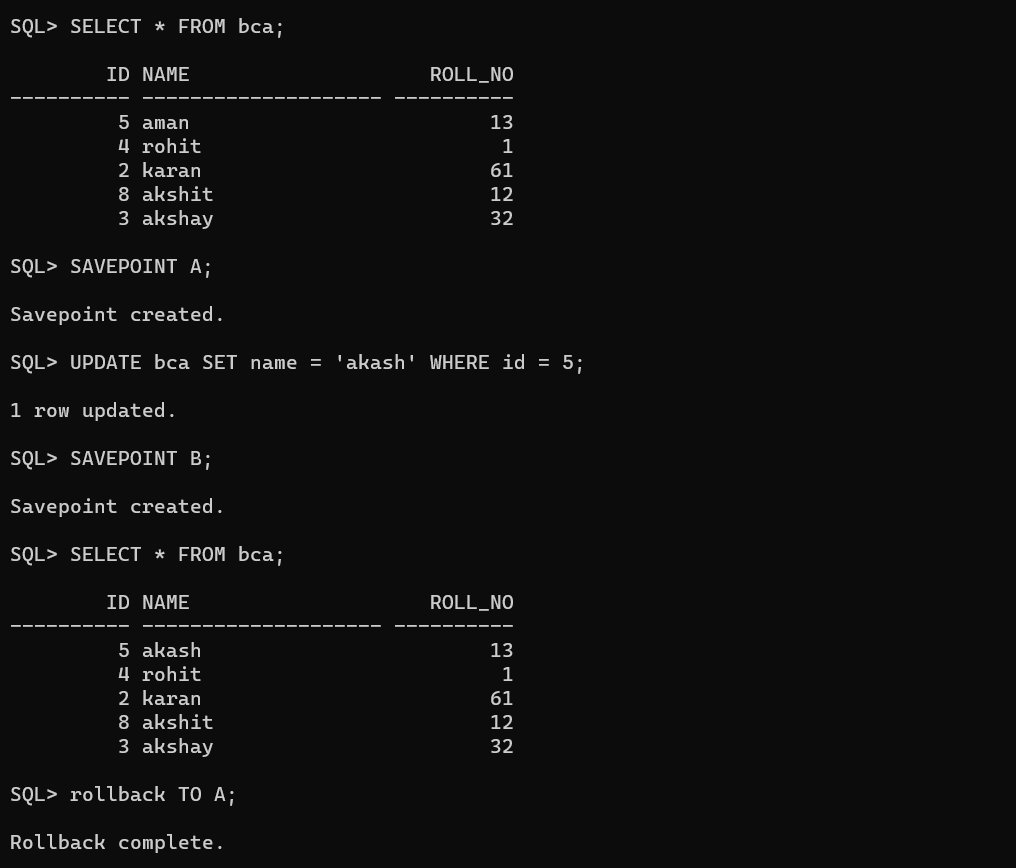 SQL> SELECT * FROM bca;
        ID NAME                    ROLL_NO
---------- -------------------- ----------
         5 aman                         13
         4 rohit                         1
         2 karan                        61
         8 akshit                       12
         3 akshay                       32
SQL> SAVEPOINT A;
Savepoint created.
SQL> UPDATE bca SET name = 'akash' WHERE id = 5;
1 row updated.
SQL> SAVEPOINT B;
Savepoint created.
SQL> SELECT * FROM bca;
        ID NAME                    ROLL_NO
---------- -------------------- ----------
         5 akash                        13
         4 rohit                         1
         2 karan                        61
         8 akshit                       12
         3 akshay                       32
SQL> rollback TO A;
Rollback complete.